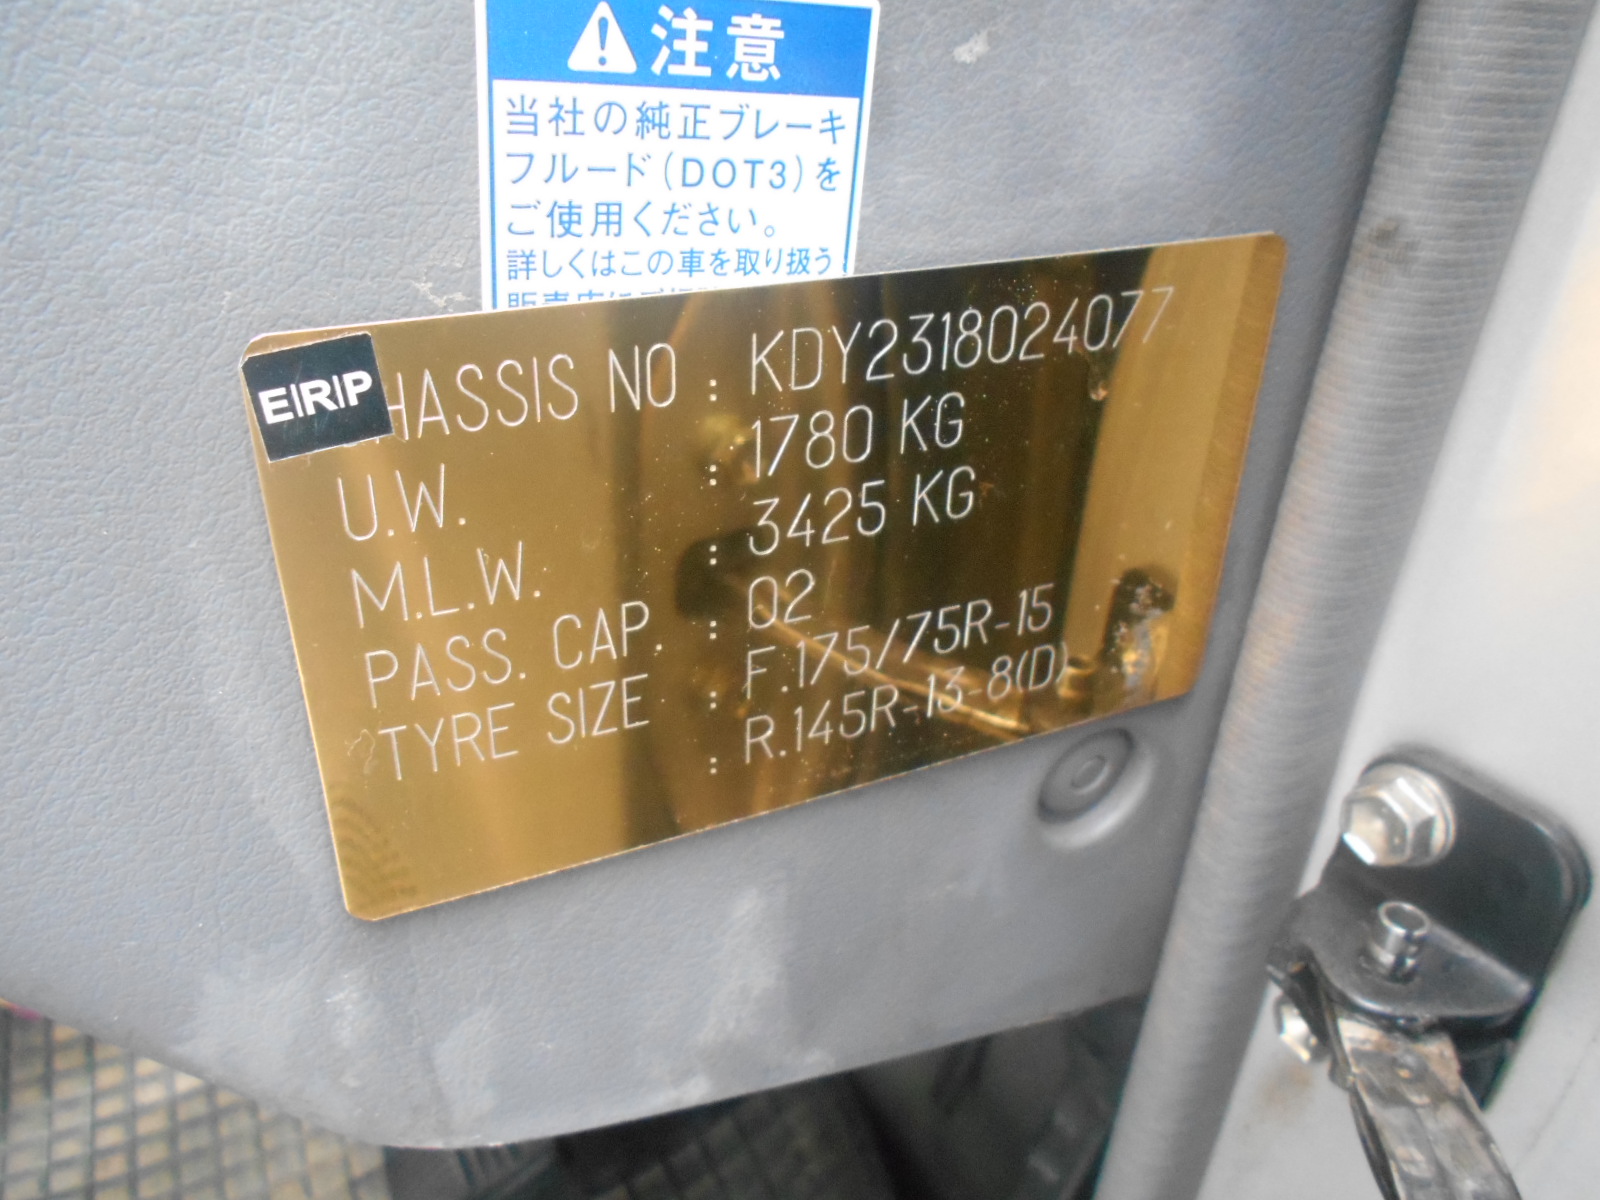 注意
当社の純正ブレーキ
フルード(DOT3)を
ご使用ください。
詳しくはこの車を取り扱う
E|R|P
HASSIS NO : KDY2318024077
U.W. : 1780 KG
M.L.W. : 3425 KG
PASS. CAP. : 02
TYRE SIZE : F.175/75R-15
: R.145R-13-8(D)